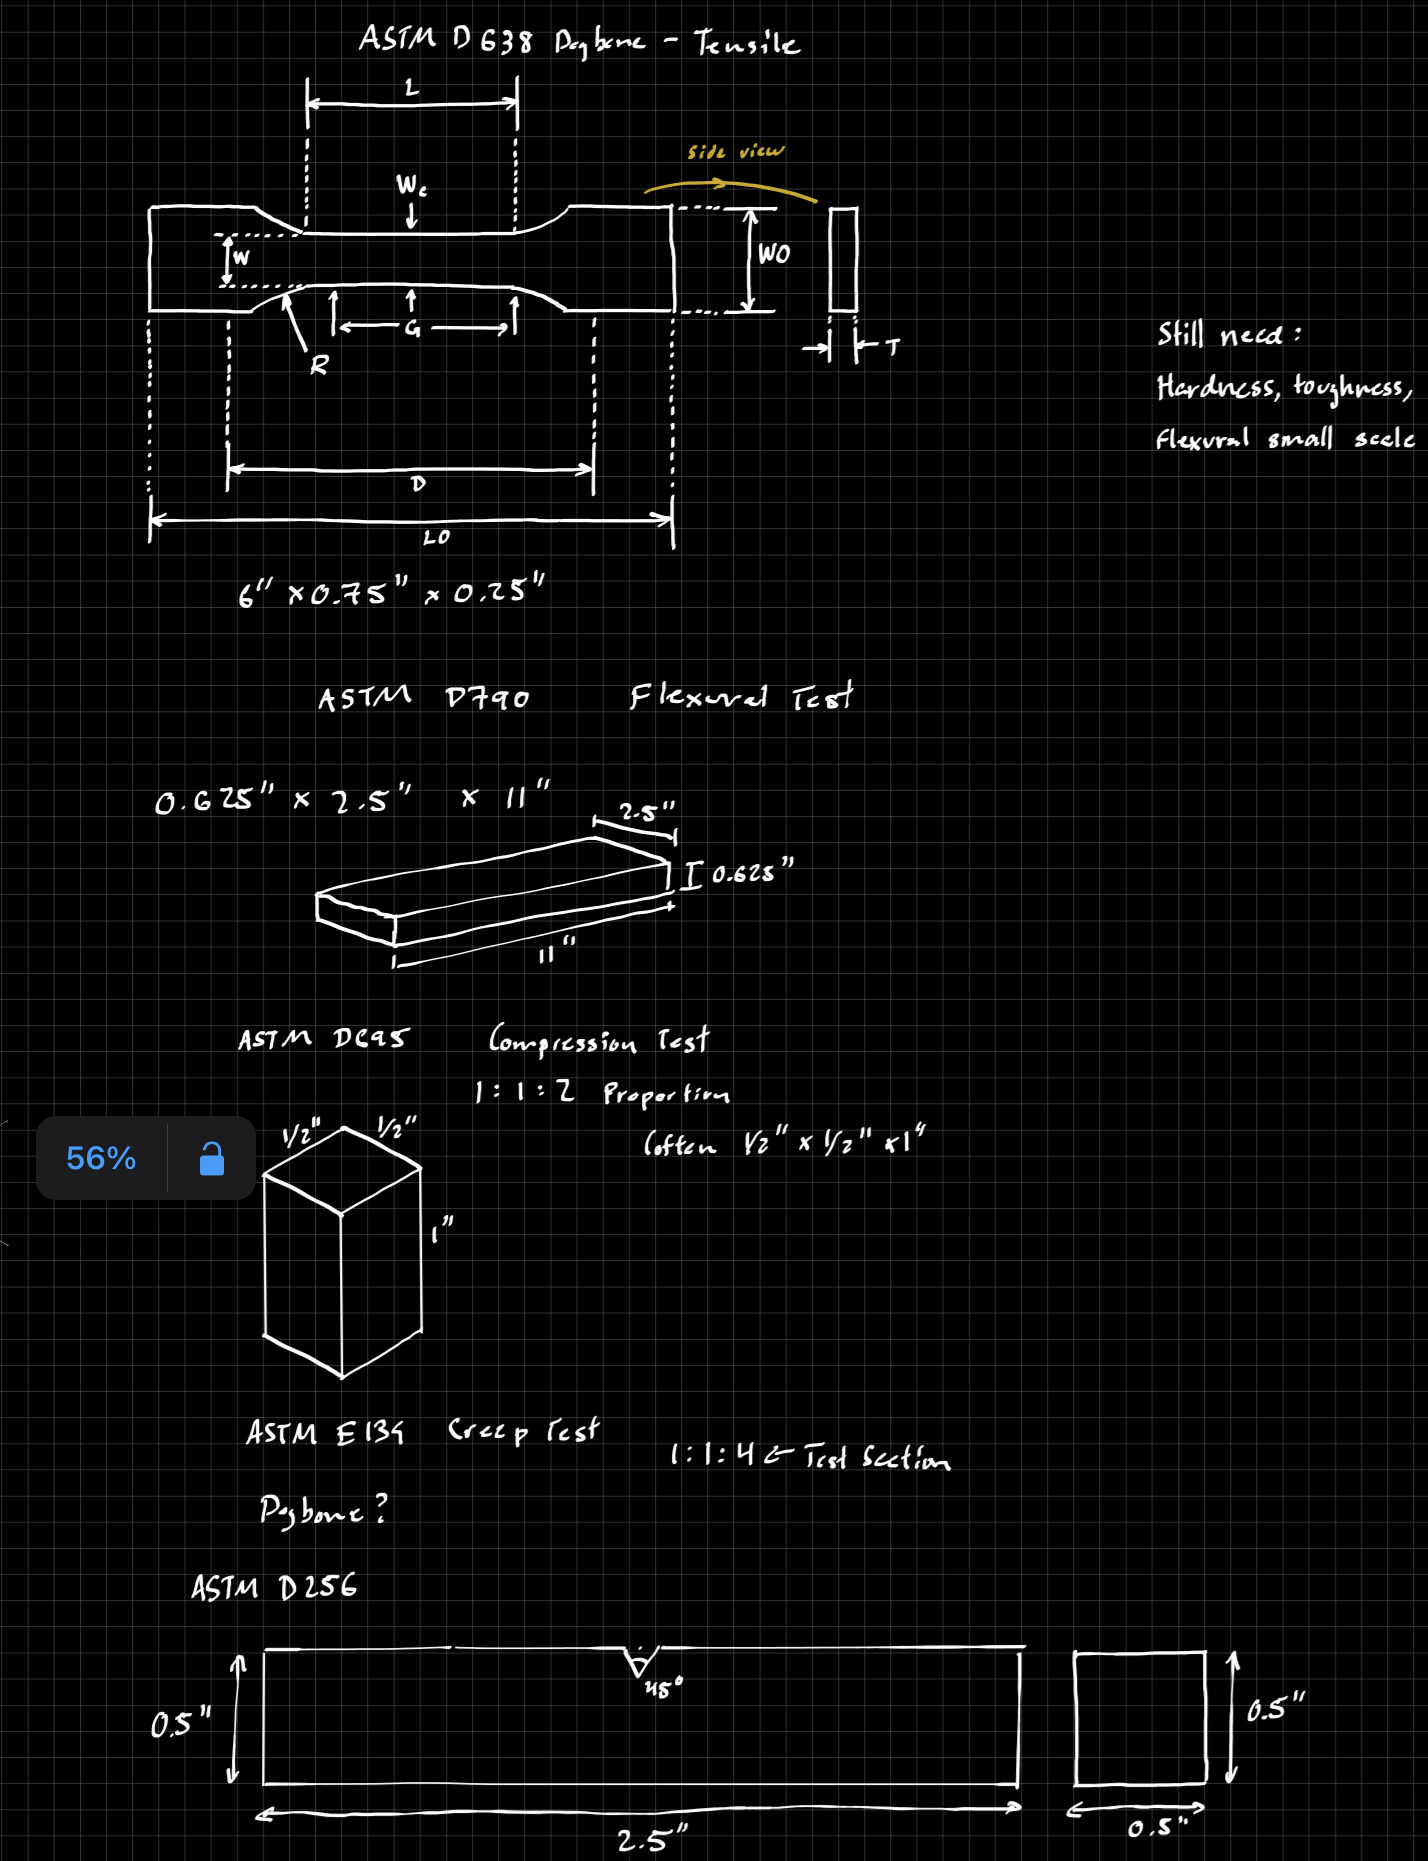 ASTM D638 Dogbone - Tensile
L
side view
Wc
W
WO
G
R
T
Still need:
Hardness, toughness,
Flexural small scale
D
LO
6" x 0.75" x 0.25"
ASTM D790 Flexural Test
0.625" x 2.5" x 11"
2.5"
0.625"
11"
ASTM D695 Compression Test
1:1:2 Proportion
(often 1/2" x 1/2" x 1"
56%
1/2" 1/2"
1"
ASTM E139 Creep Test
1:1:4 ← Test Section
Dogbone?
ASTM D256
45°
0.5"
0.5"
2.5"
0.5"